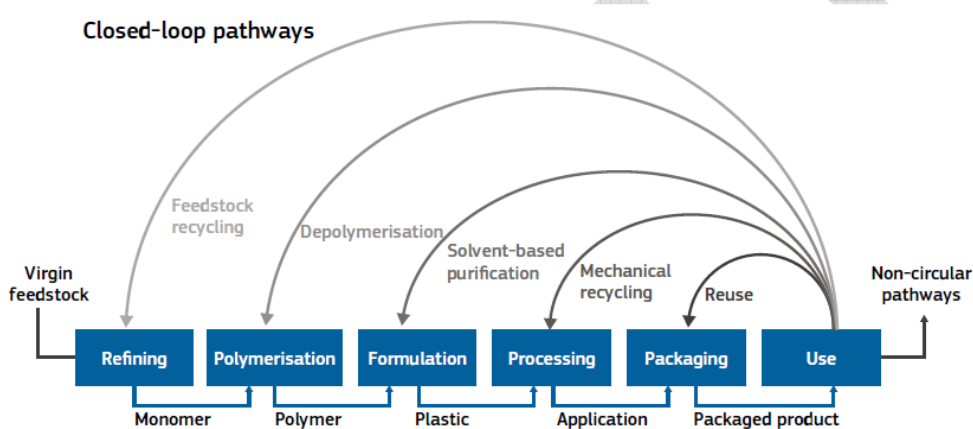 Closed-loop pathways
Feedstock
recycling
Depolymerisation
Solvent-based
purification
Mechanical
recycling
Reuse
Virgin
feedstock
Non-circular
pathways
Refining
Polymerisation
Formulation
Processing
Packaging
Use
Monomer
Polymer
Plastic
Application
Packaged product